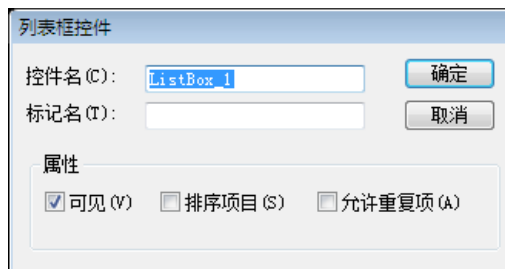 列表框控件
控件名(C): ListBox_1 确定
标记名(T): 取消
属性
可见(V) 排序项目(S) 允许重复项(A)